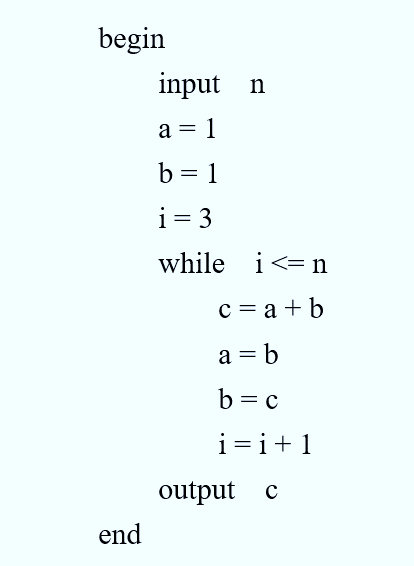 begin
input n
a = 1
b = 1
i = 3
while i <= n
c = a + b
a = b
b = c
i = i + 1
output c
end